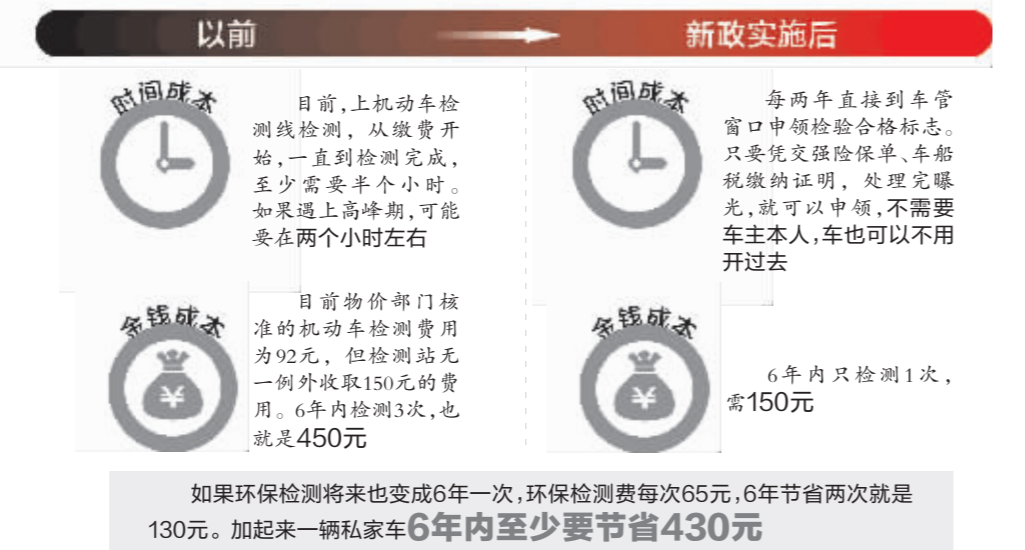 以前
新政实施后
时间成本
目前,上机动车检
测线检测，从缴费开
始,一直到检测完成，
至少需要半个小时。
如果遇上高峰期,可能
要在两个小时左右
时间成本
每两年直接到车管
窗口申领检验合格标志。
只要凭交强险保单、车船
税缴纳证明，处理完曝
光,就可以申领,不需要
车主本人,车也可以不用
开过去
金钱成本
¥
目前物价部门核
准的机动车检测费用
为92元，但检测站无
一例外收取150元的费
用。6年内检测3次,也
就是450元
金钱成本
¥
6年内只检测1次，
需150元
如果环保检测将来也变成6年一次,环保检测费每次65元,6年节省两次就是
130元。加起来一辆私家车6年内至少要节省430元